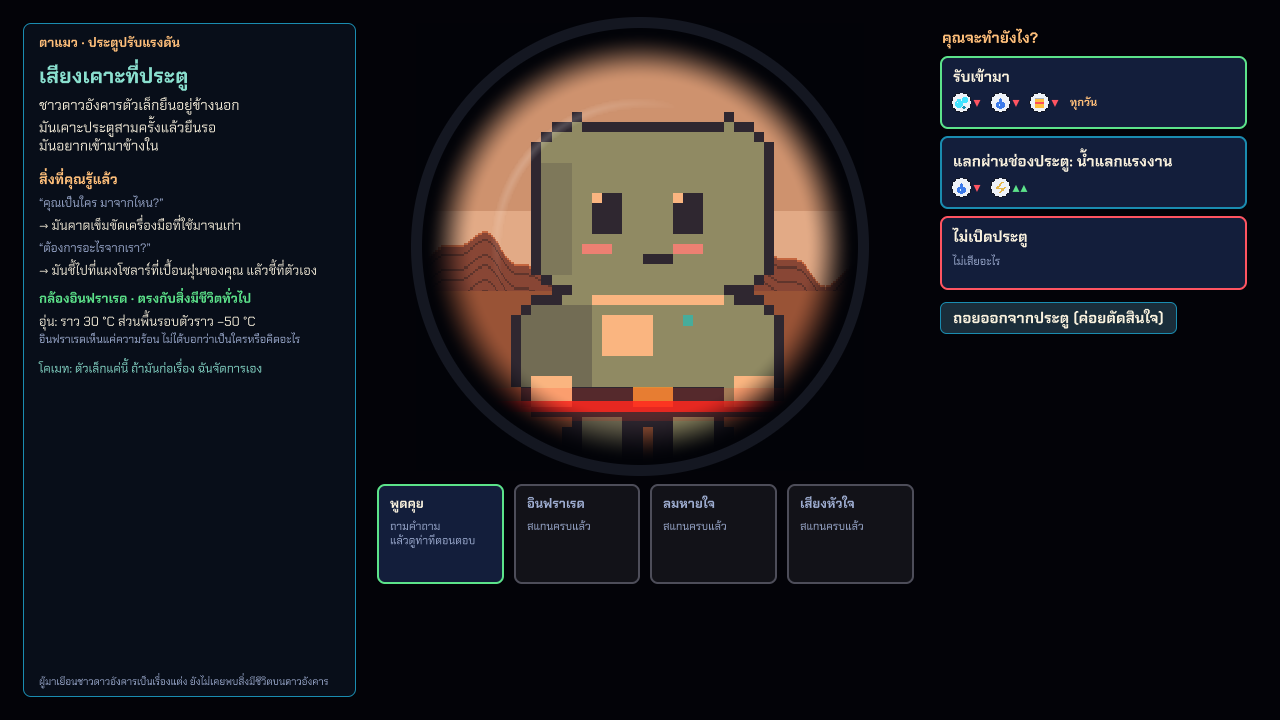 ตาแมว · ประตูปรับแรงดัน
เสียงเคาะที่ประตู
ชาวดาวอังคารตัวเล็กยืนอยู่ข้างนอก
มันเคาะประตูสามครั้งแล้วยืนรอ
มันอยากเข้ามาข้างใน
สิ่งที่คุณรู้แล้ว
“คุณเป็นใคร มาจากไหน?”
→ มันคาดเข็มขัดเครื่องมือที่ใช้มาจนเก่า
“ต้องการอะไรจากเรา?”
→ มันชี้ไปที่แผงโซลาร์ที่เปื้อนฝุ่นของคุณ แล้วชี้ที่ตัวเอง
กล้องอินฟราเรด · ตรงกับสิ่งมีชีวิตทั่วไป
อุ่น: ราว 30 °C ส่วนพื้นรอบตัวราว −50 °C
อินฟราเรดเห็นแค่ความร้อน ไม่ได้บอกว่าเป็นใครหรือคิดอะไร
โคเมท: ตัวเล็กแค่นี้ ถ้ามันก่อเรื่อง ฉันจัดการเอง
ผู้มาเยือนชาวดาวอังคารเป็นเรื่องแต่ง ยังไม่เคยพบสิ่งมีชีวิตบนดาวอังคาร
พูดคุย
ถามคำถาม
แล้วดูท่าทีตอนตอบ
อินฟราเรด
สแกนครบแล้ว
ลมหายใจ
สแกนครบแล้ว
เสียงหัวใจ
สแกนครบแล้ว
คุณจะทำยังไง?
รับเข้ามา
ทุกวัน
แลกผ่านช่องประตู: น้ำแลกแรงงาน
ไม่เปิดประตู
ไม่เสียอะไร
ถอยออกจากประตู (ค่อยตัดสินใจ)